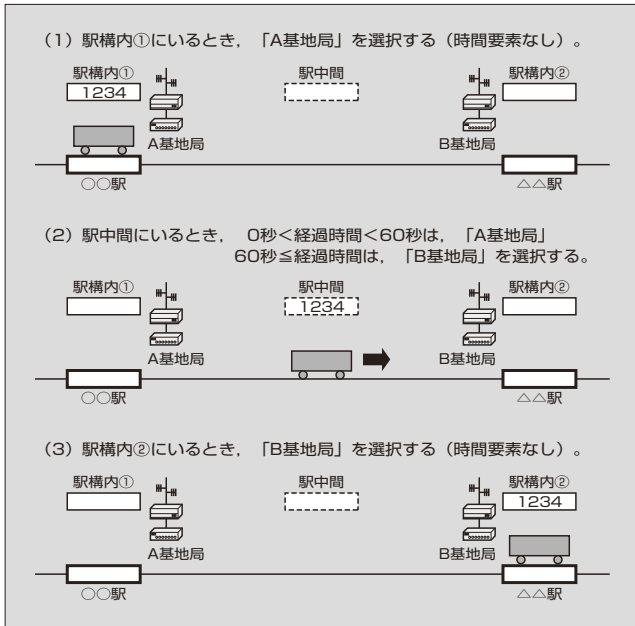 （1）駅構内①にいるとき，「A基地局」を選択する（時間要素なし）。
駅構内① 駅中間 駅構内②
1234
A基地局 B基地局
○○駅 △△駅
（2）駅中間にいるとき，　0秒＜経過時間＜60秒は，「A基地局」
60秒≦経過時間は，「B基地局」を選択する。
駅構内① 駅中間 駅構内②
1234
A基地局 B基地局
○○駅 △△駅
（3）駅構内②にいるとき，「B基地局」を選択する（時間要素なし）。
駅構内① 駅中間 駅構内②
1234
A基地局 B基地局
○○駅 △△駅